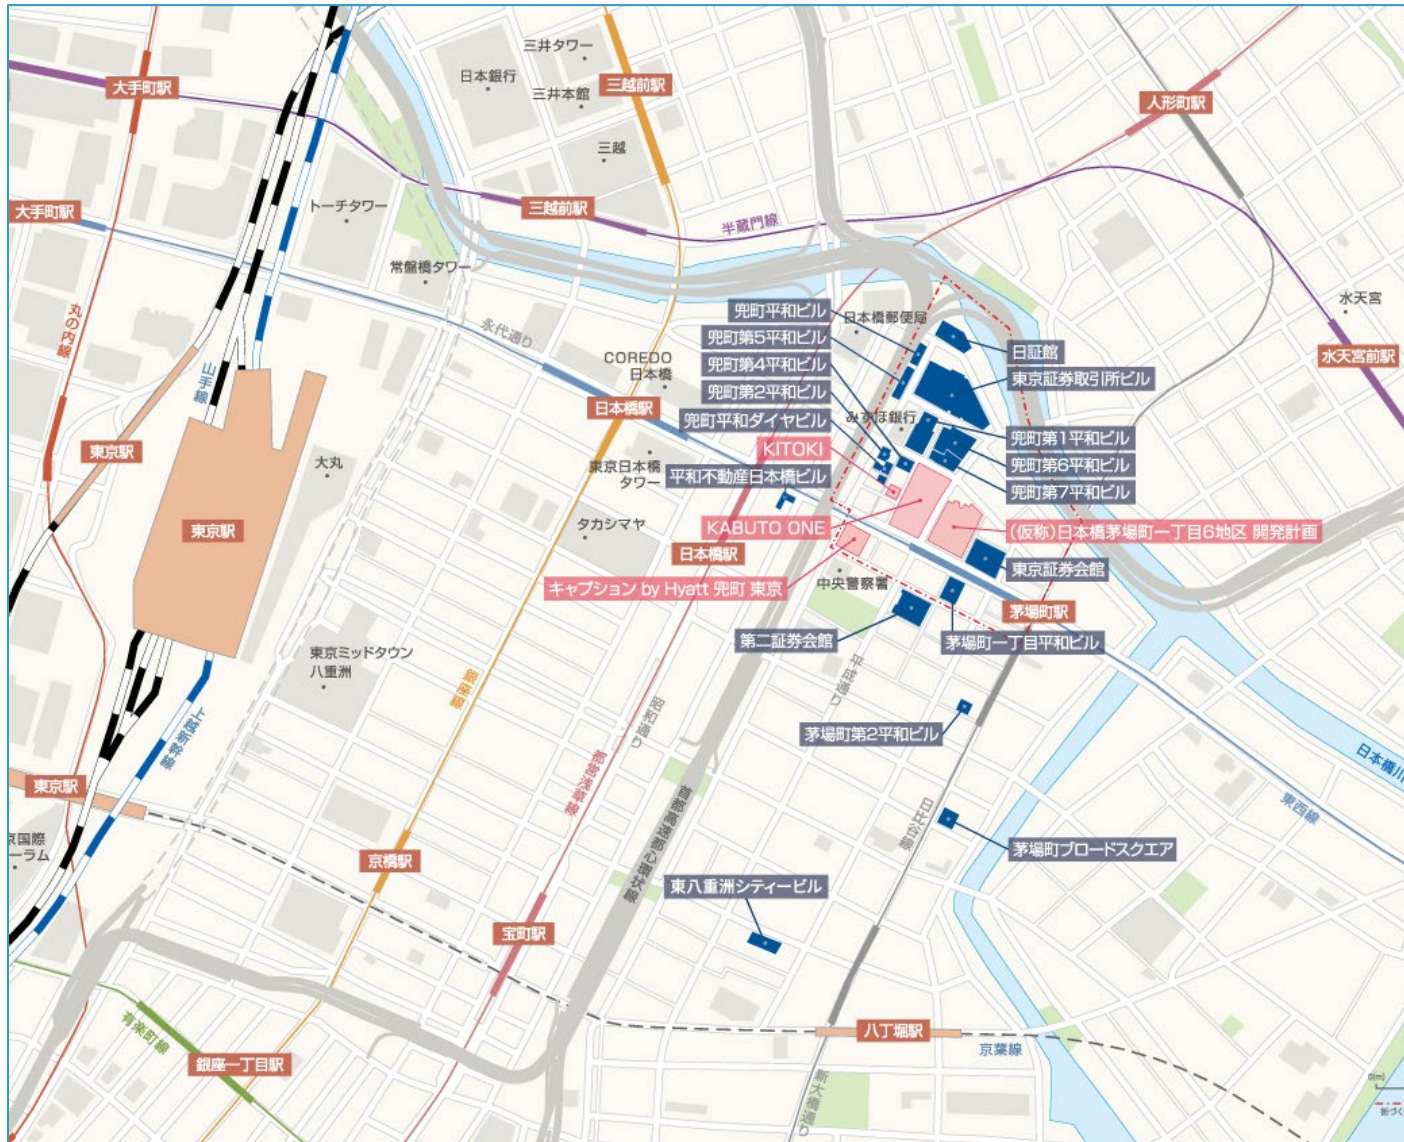 三井タワー
日本銀行
三井本館
三越前駅
大手町駅
人形町駅
三越
大手町駅
トーチタワー
三越前駅
半蔵門線
常盤橋タワー
水天宮
丸の内線
永代通り
兜町平和ビル
日本橋郵便局
兜町第5平和ビル
日証館
水天宮前駅
COREDO
日本橋
兜町第4平和ビル
東京証券取引所ビル
山手線
兜町第2平和ビル
日本橋駅
兜町平和ダイヤビル
みずほ銀行
東京駅
KITOKI
兜町第1平和ビル
大丸
東京日本橋
タワー
兜町第6平和ビル
平和不動産日本橋ビル
兜町第7平和ビル
東京駅
タカシマヤ
KABUTO ONE
(仮称)日本橋茅場町一丁目6地区 開発計画
日本橋駅
東京証券会館
キャプション by Hyatt 兜町 東京
中央警察署
茅場町駅
第二証券会館
茅場町一丁目平和ビル
東京ミッドタウン
八重洲
平成通り
銀座線
上越新幹線
昭和通り
茅場町第2平和ビル
日本橋川
東京駅
都営浅草線
首都高速都心環状線
日比谷線
東西線
京国際
ーラム
京橋駅
茅場町ブロードスクエア
東八重洲シティービル
宝町駅
有楽町線
八丁堀駅
京葉線
銀座一丁目駅
新大橋通り
0(m)
街づく